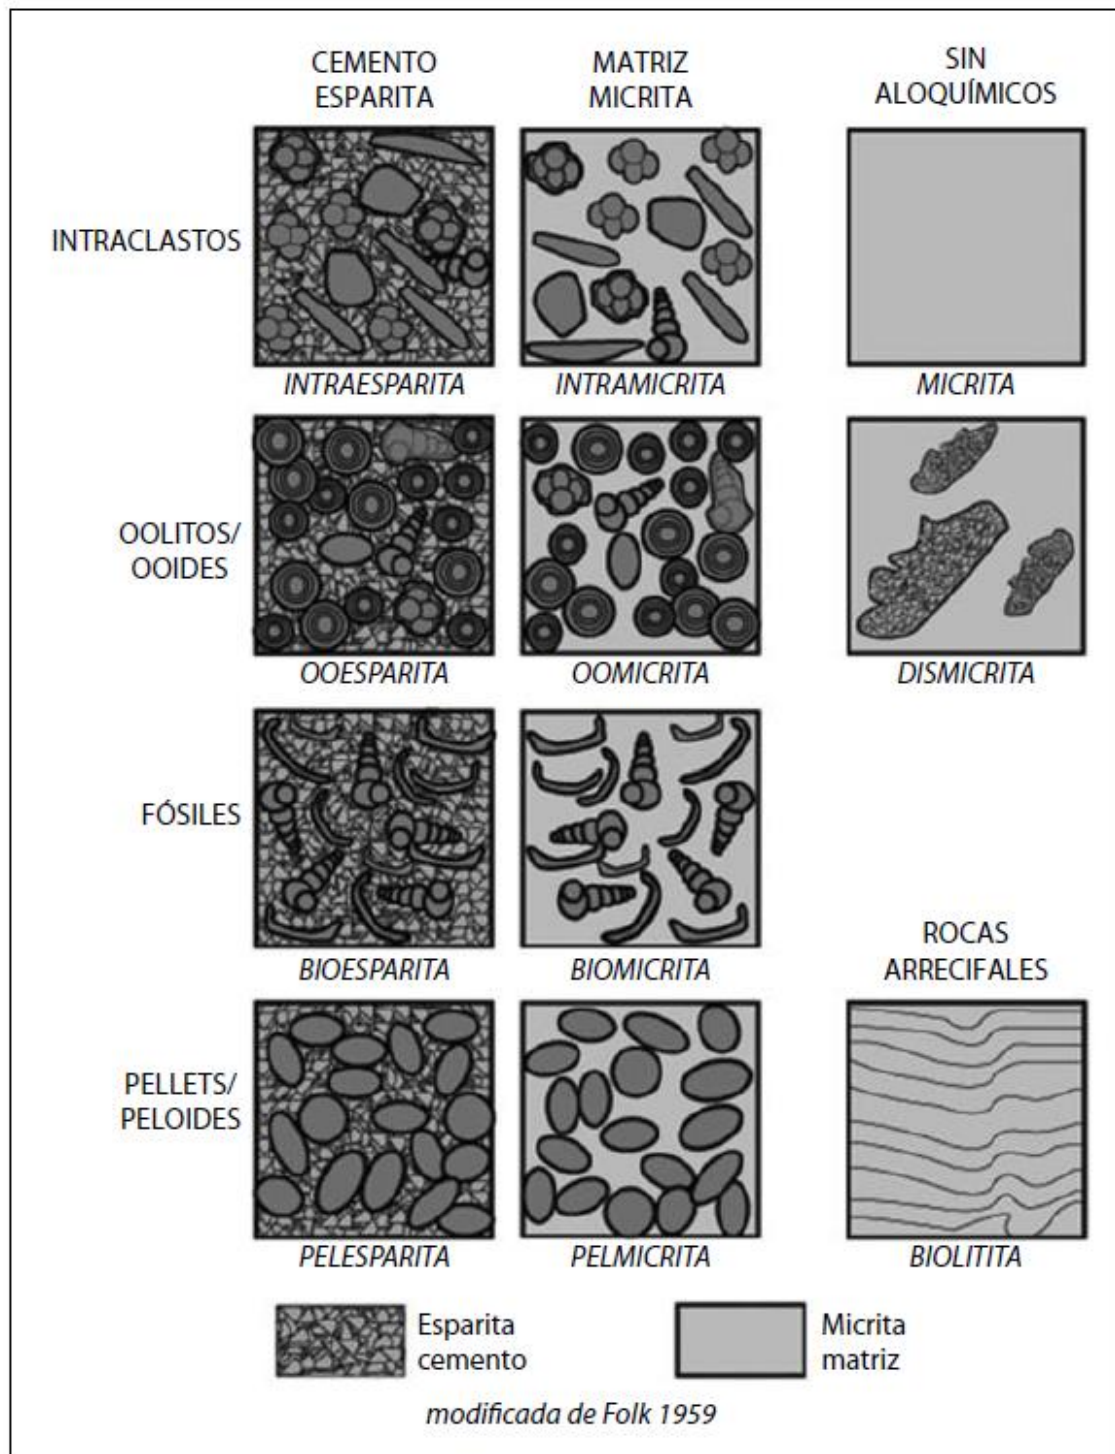 CEMENTO
ESPARITA
MATRIZ
MICRITA
SIN
ALOQUÍMICOS
INTRACLASTOS
INTRAESPARITA
INTRAMICRITA
MICRITA
OOLITOS/
OOIDES
OOESPARITA
OOMICRITA
DISMICRITA
FÓSILES
BIOESPARITA
BIOMICRITA
ROCAS
ARRECIFALES
PELLETS/
PELOIDES
PELESPARITA
PELMICRITA
BIOLITITA
Esparita
cemento
Micrita
matriz
modificada de Folk 1959